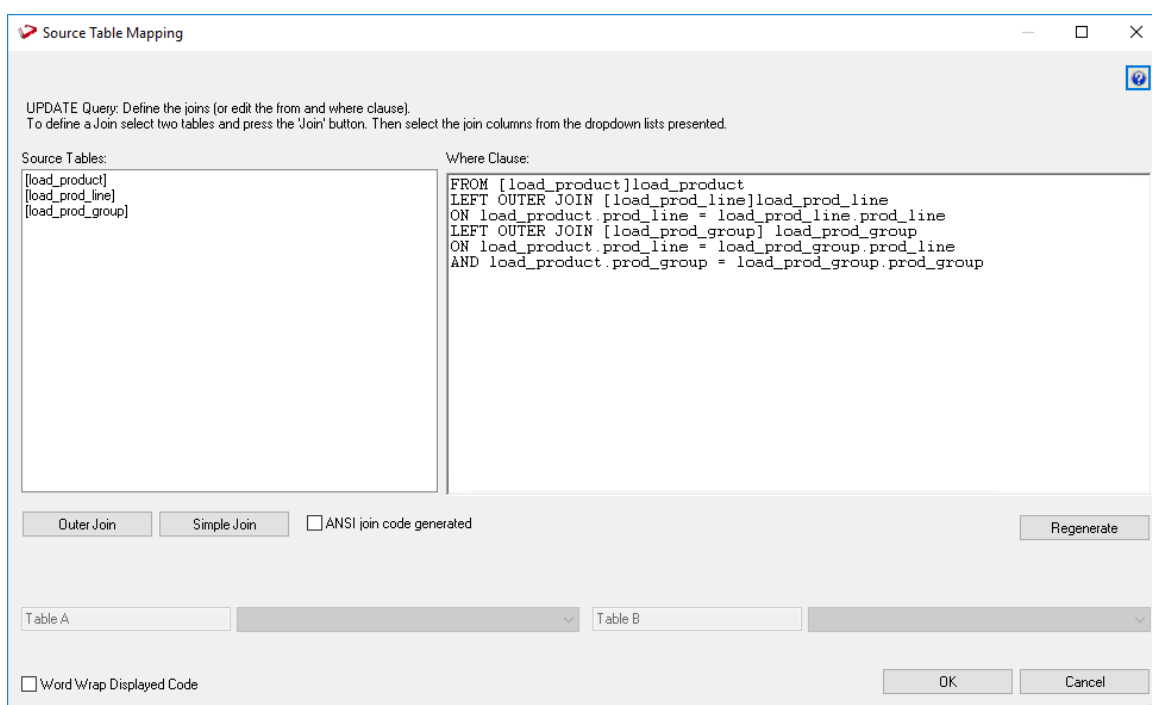 Source Table Mapping
UPDATE Query: Define the joins (or edit the from and where clause).
To define a Join select two tables and press the 'Join' button. Then select the join columns from the dropdown lists presented.
Source Tables:
[load_product]
[load_prod_line]
[load_prod_group]
Where Clause:
FROM [load_product]load_product
LEFT OUTER JOIN [load_prod_line]load_prod_line
ON load_product.prod_line = load_prod_line.prod_line
LEFT OUTER JOIN [load_prod_group] load_prod_group
ON load_product.prod_line = load_prod_group.prod_line
AND load_product.prod_group = load_prod_group.prod_group
Outer Join
Simple Join
ANSI join code generated
Regenerate
Table A
Table B
Word Wrap Displayed Code
OK
Cancel